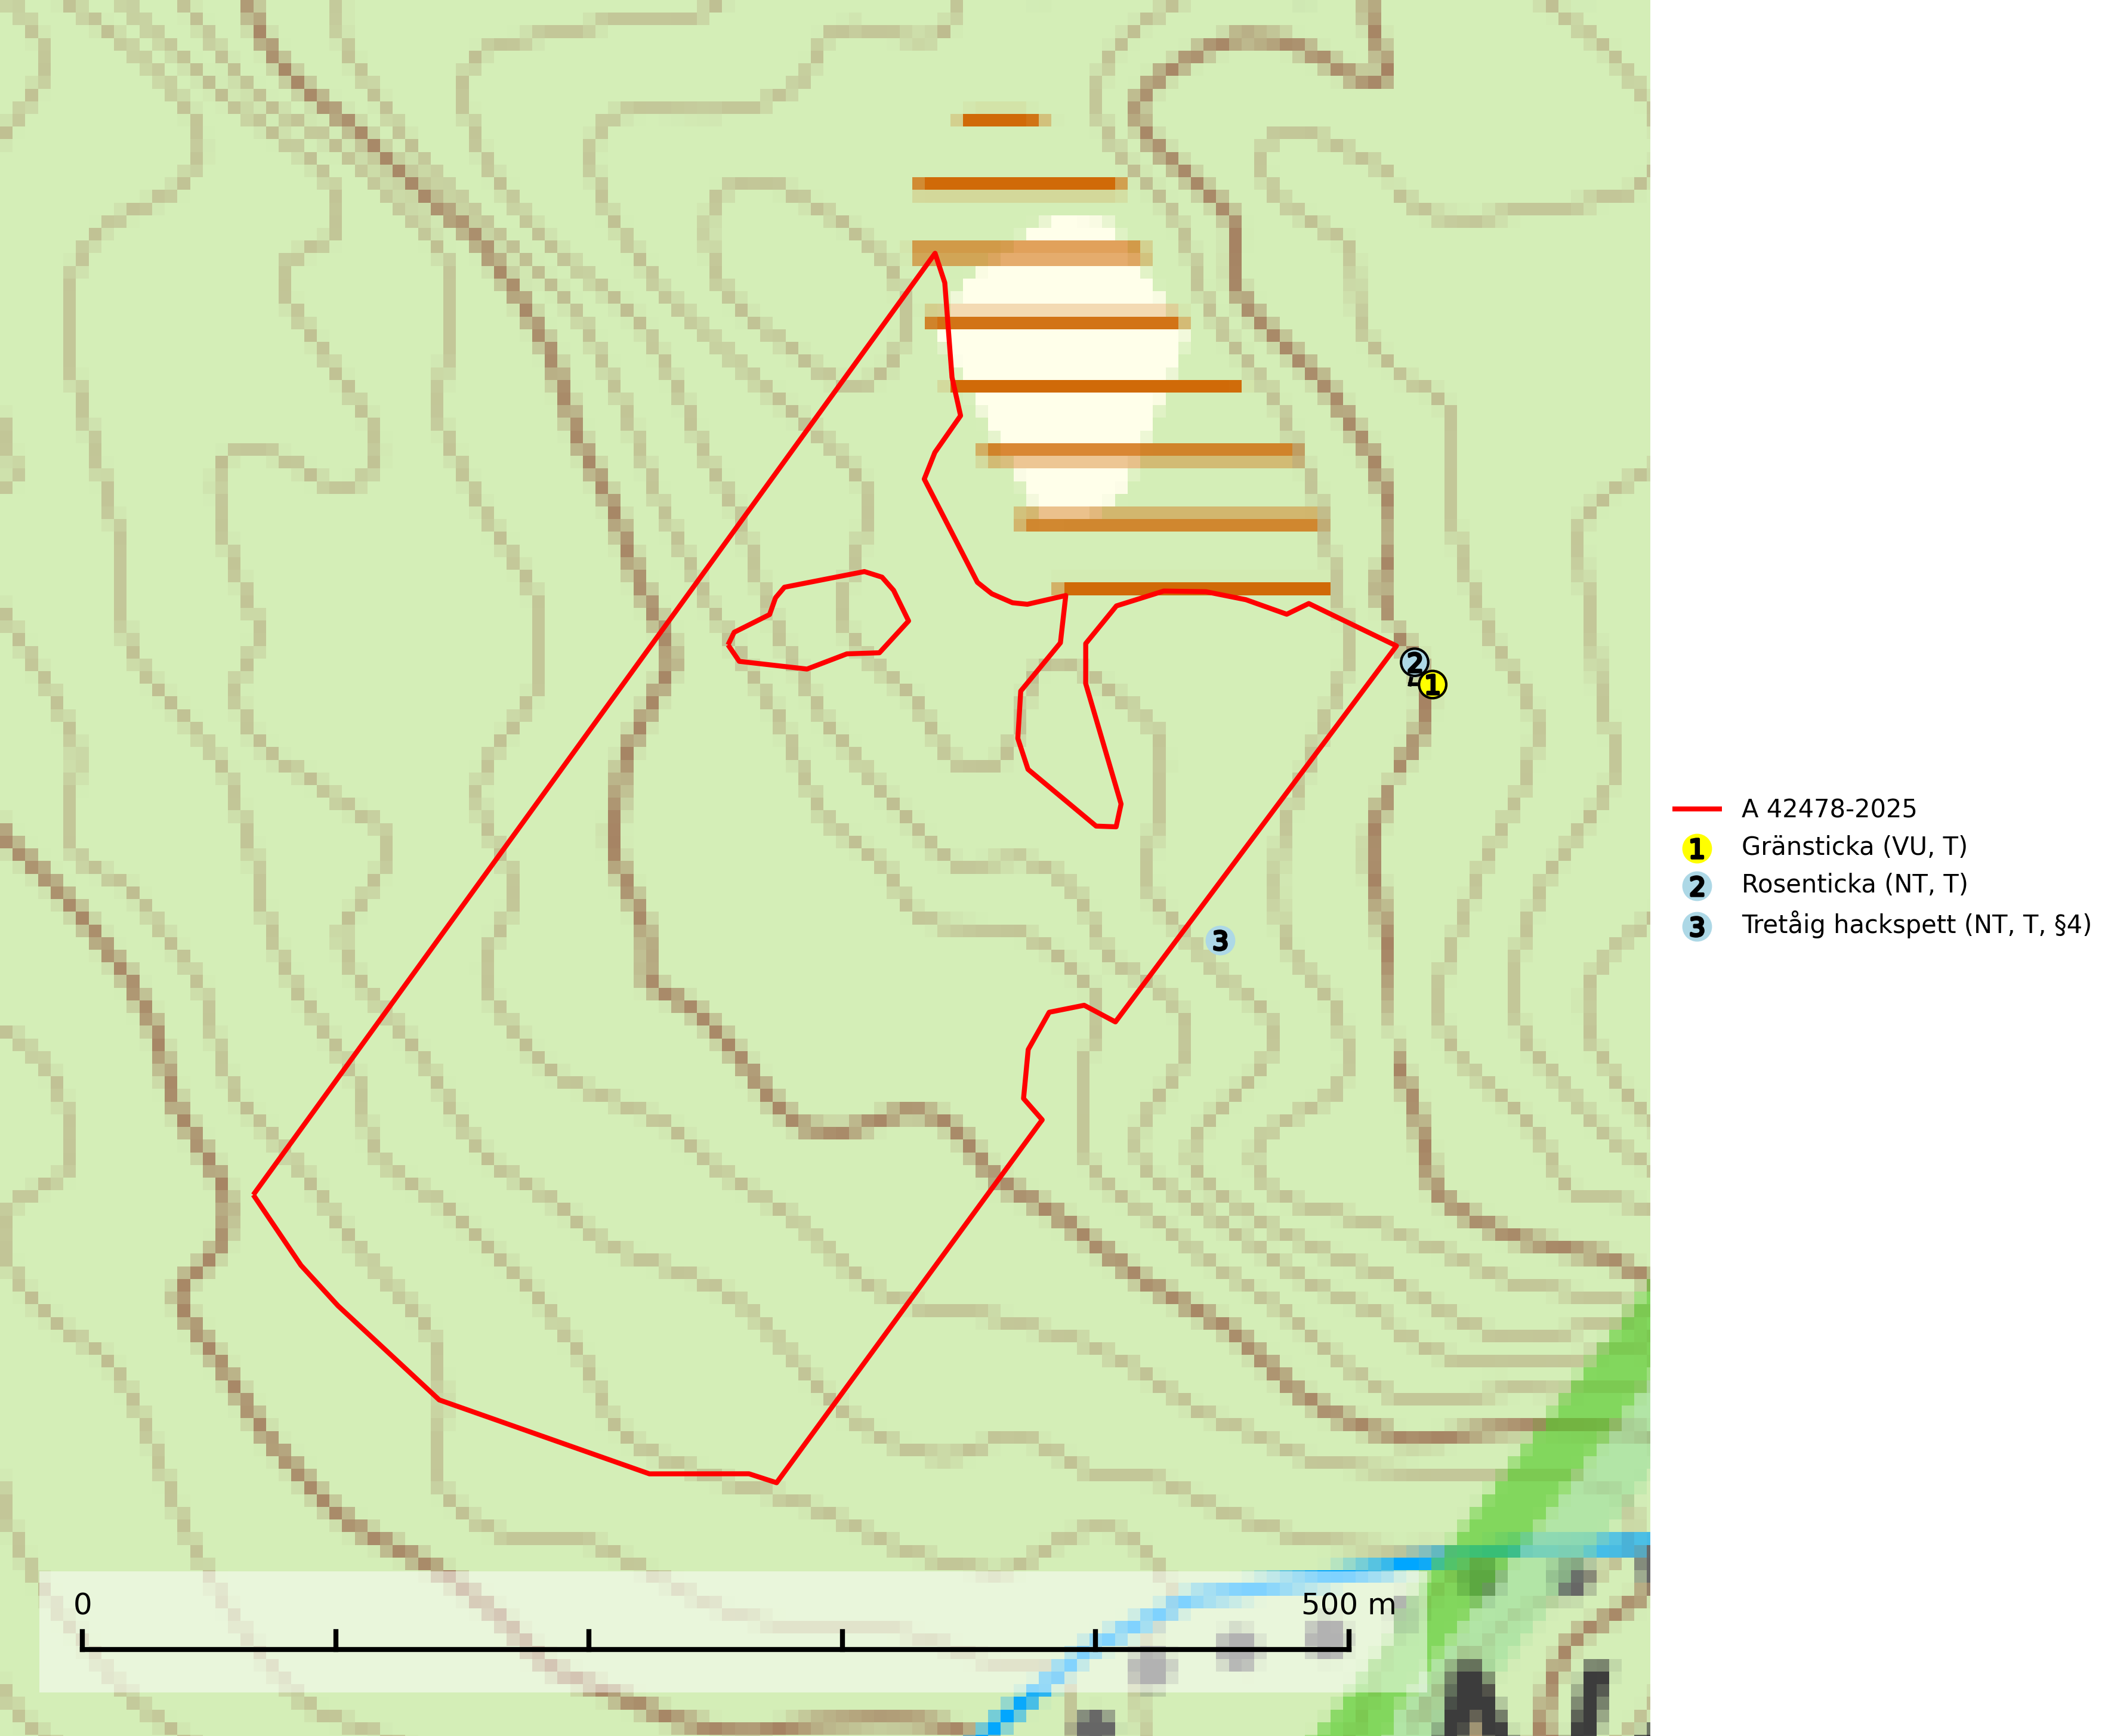 2
1
3
A 42478-2025
1 Gränsticka (VU, T)
2 Rosenticka (NT, T)
3 Tretåig hackspett (NT, T, §4)
0 500 m